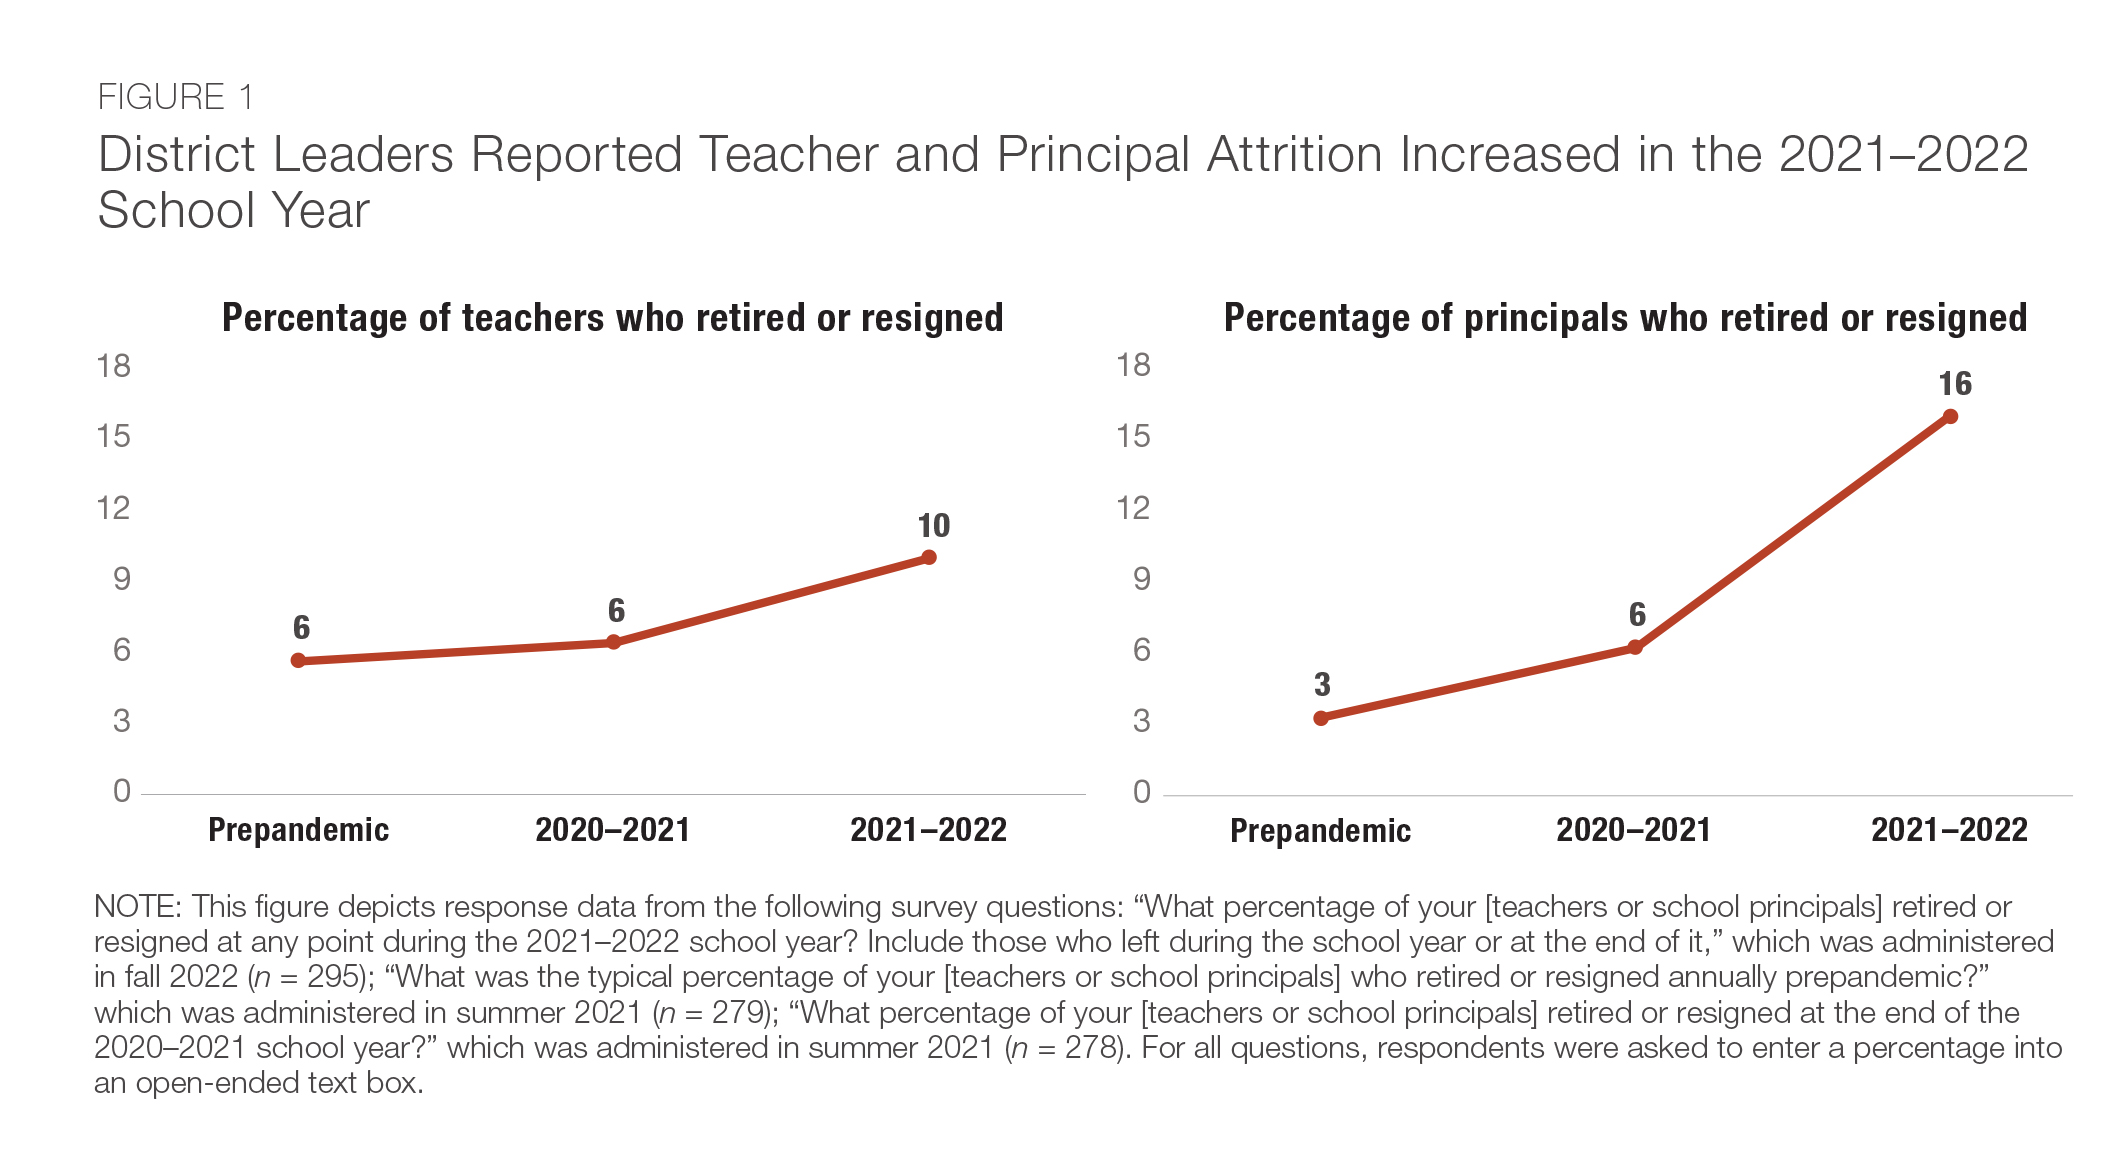 FIGURE 1
District Leaders Reported Teacher and Principal Attrition Increased in the 2021–2022
School Year
Percentage of teachers who retired or resigned
18
15
12
9
6
3
0
6
6
10
Prepandemic
2020–2021
2021–2022
Percentage of principals who retired or resigned
18
15
12
9
6
3
0
3
6
16
Prepandemic
2020–2021
2021–2022
NOTE: This figure depicts response data from the following survey questions: “What percentage of your [teachers or school principals] retired or
resigned at any point during the 2021–2022 school year? Include those who left during the school year or at the end of it,” which was administered
in fall 2022 (n = 295); “What was the typical percentage of your [teachers or school principals] who retired or resigned annually prepandemic?”
which was administered in summer 2021 (n = 279); “What percentage of your [teachers or school principals] retired or resigned at the end of the
2020–2021 school year?” which was administered in summer 2021 (n = 278). For all questions, respondents were asked to enter a percentage into
an open-ended text box.